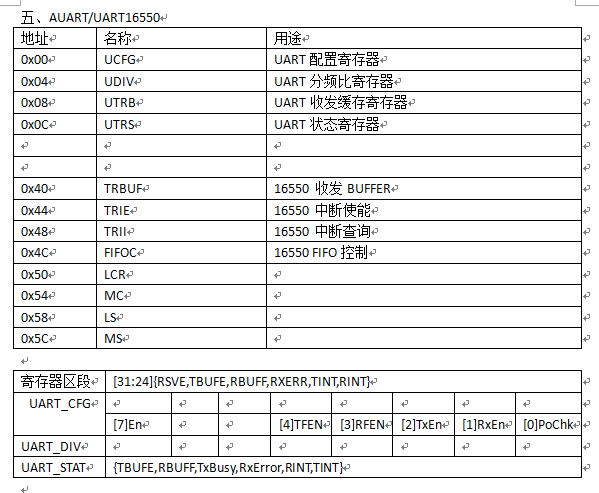 五、AUART/UART16550
地址 名称 用途
0x00 UCFG UART 配置寄存器
0x04 UDIV UART 分频比寄存器
0x08 UTRB UART 收发缓存寄存器
0x0C UTRS UART 状态寄存器
0x40 TRBUF 16550 收发 BUFFER
0x44 TRIE 16550 中断使能
0x48 TRII 16550 中断查询
0x4C FIFOC 16550 FIFO 控制
0x50 LCR
0x54 MC
0x58 LS
0x5C MS
寄存器区段 [31:24]{RSVE,TBUFE,RBUFF,RXERR,TINT,RINT}
UART_CFG
[7]En [4]TFEN [3]RFEN [2]TxEn [1]RxEn [0]PoChk
UART_DIV
UART_STAT {TBUFE,RBUFF,TxBusy,RxError,RINT,TINT}